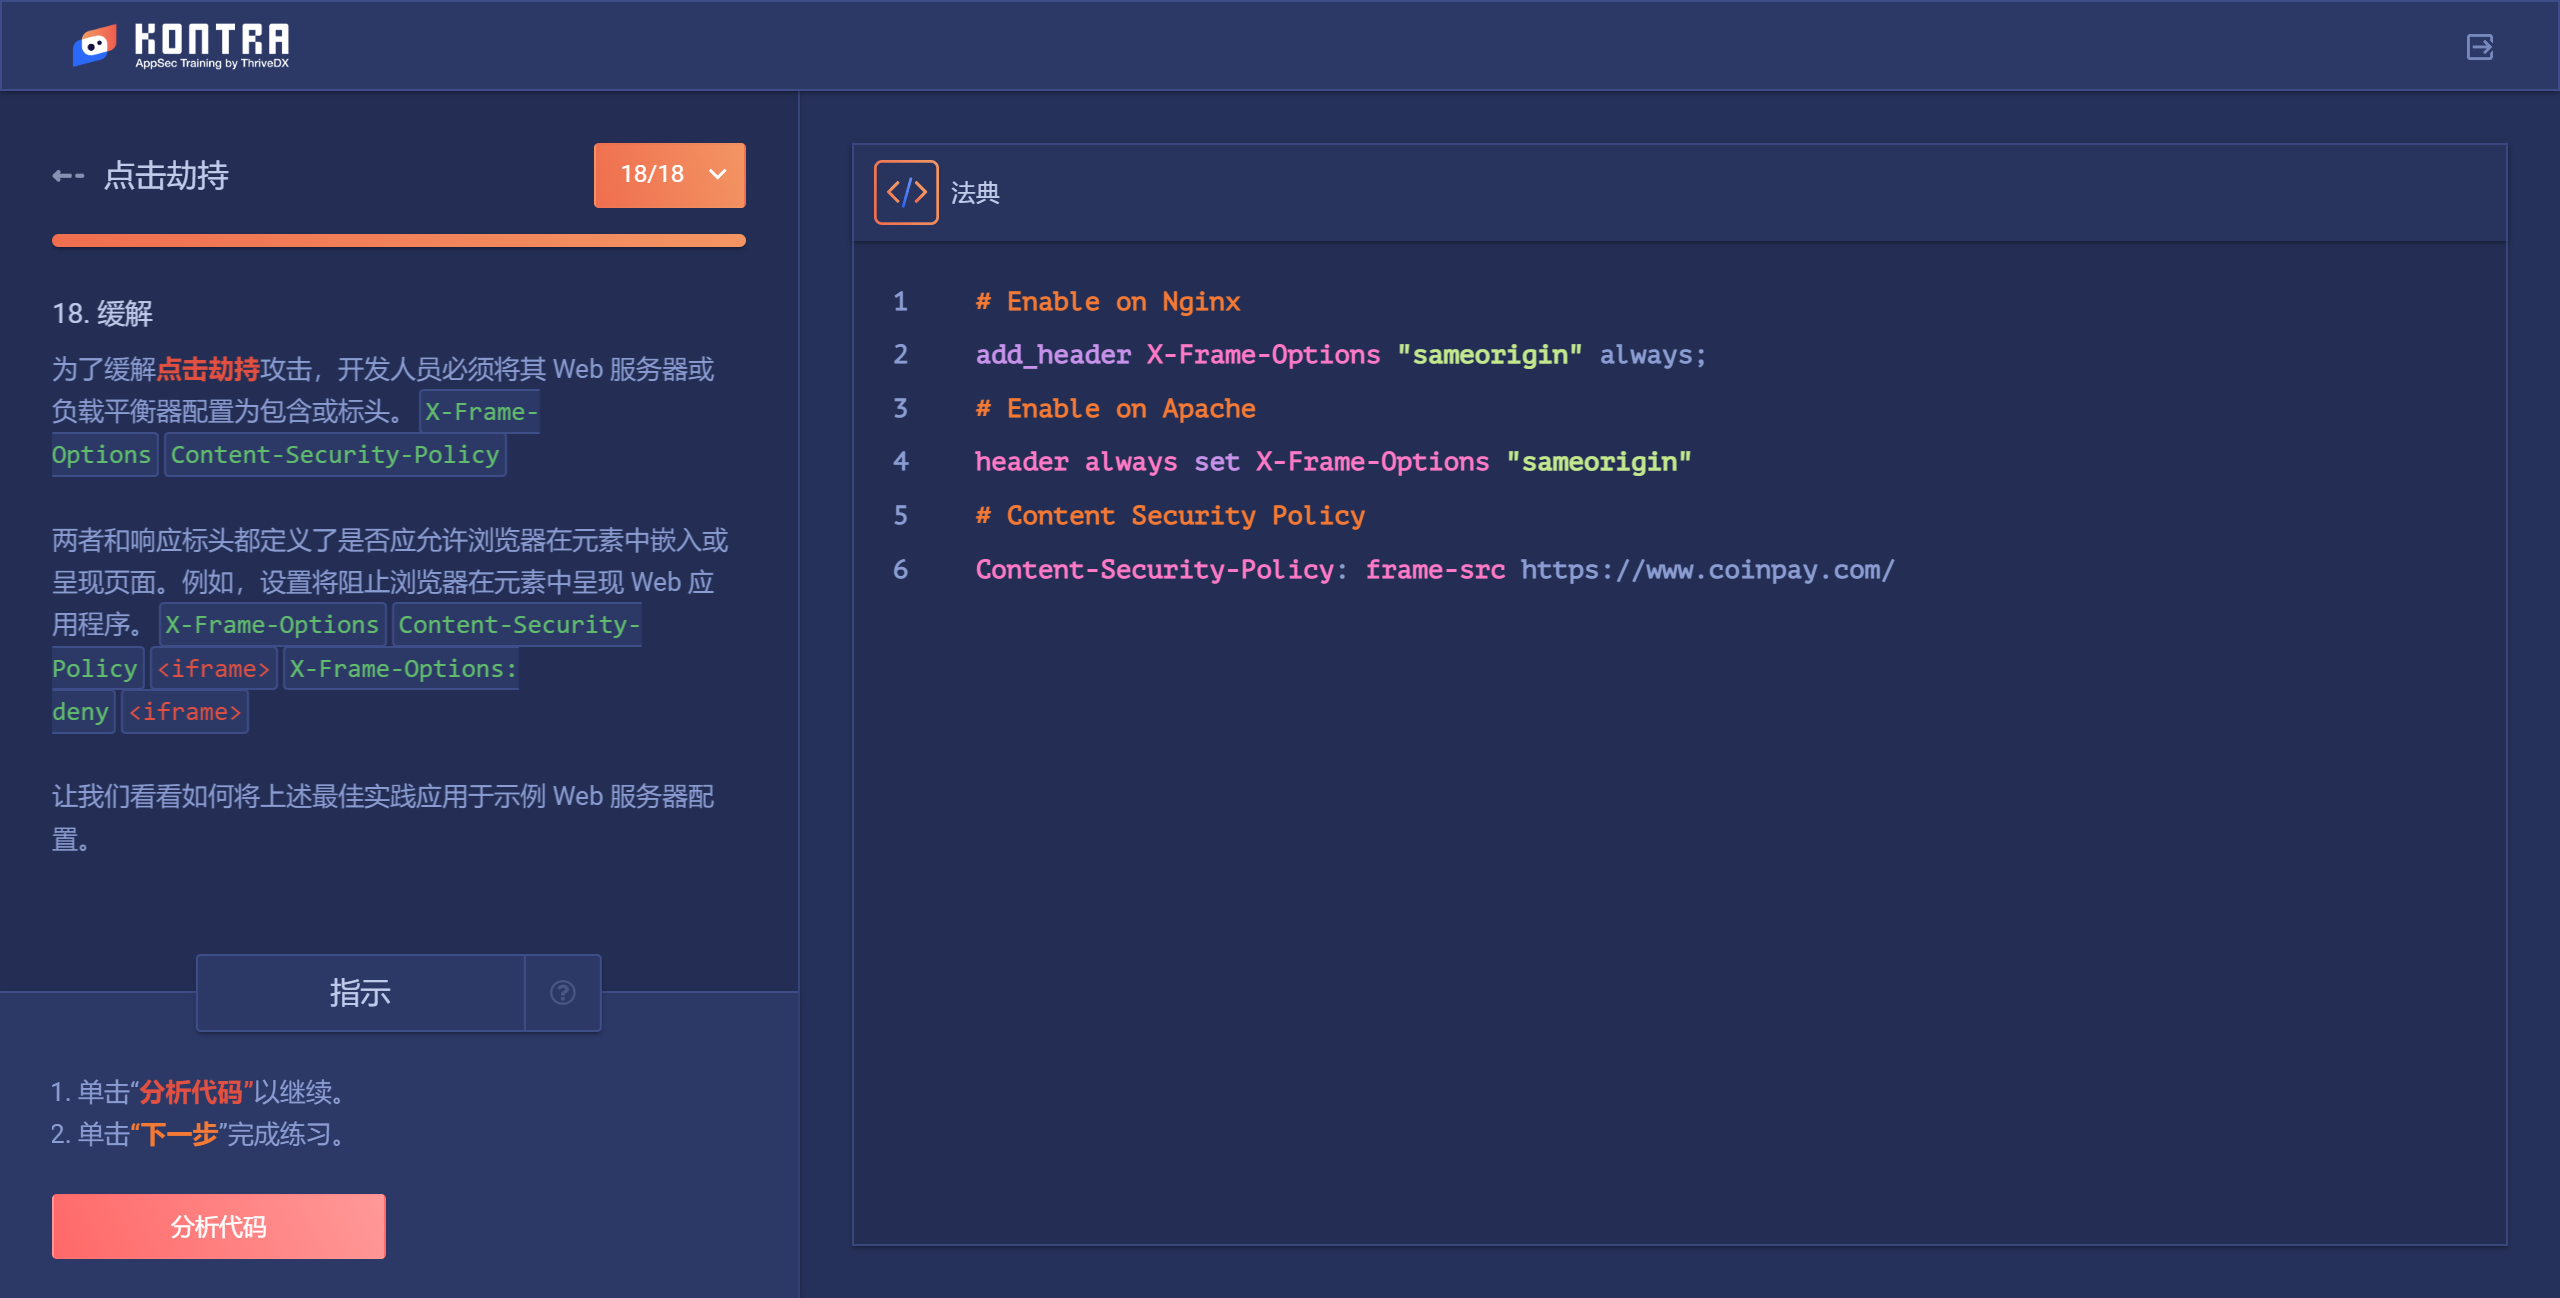 KONTRA
AppSec Training by ThriveDX
点击劫持
18/18
18. 缓解
为了缓解点击劫持攻击，开发人员必须将其 Web 服务器或
负载平衡器配置为包含或标头。 X-Frame-
Options Content-Security-Policy
两者和响应标头都定义了是否应允许浏览器在元素中嵌入或
呈现页面。例如，设置将阻止浏览器在元素中呈现 Web 应
用程序。 X-Frame-Options Content-Security-
Policy <iframe> X-Frame-Options:
deny <iframe>
让我们看看如何将上述最佳实践应用于示例 Web 服务器配
置。
指示
1. 单击“分析代码”以继续。
2. 单击“下一步”完成练习。
分析代码
</> 法典
1 # Enable on Nginx
2 add_header X-Frame-Options "sameorigin" always;
3 # Enable on Apache
4 header always set X-Frame-Options "sameorigin"
5 # Content Security Policy
6 Content-Security-Policy: frame-src https://www.coinpay.com/